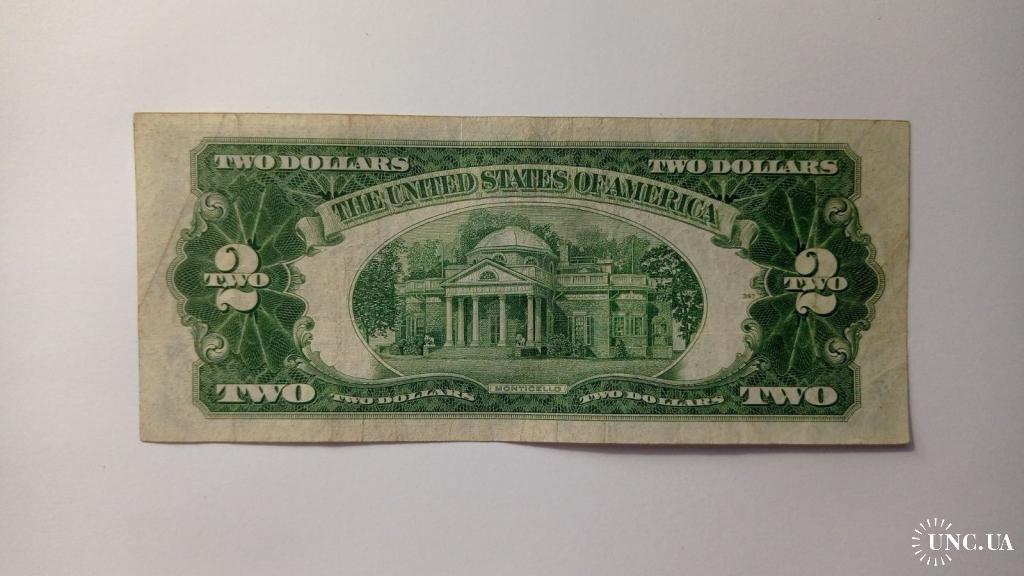 TWO DOLLARS TWO DOLLARS
THE UNITED STATES OF AMERICA
2 2
TWO TWO
MONTICELLO
TWO TWO DOLLARS TWO DOLLARS TWO
UNC.UA